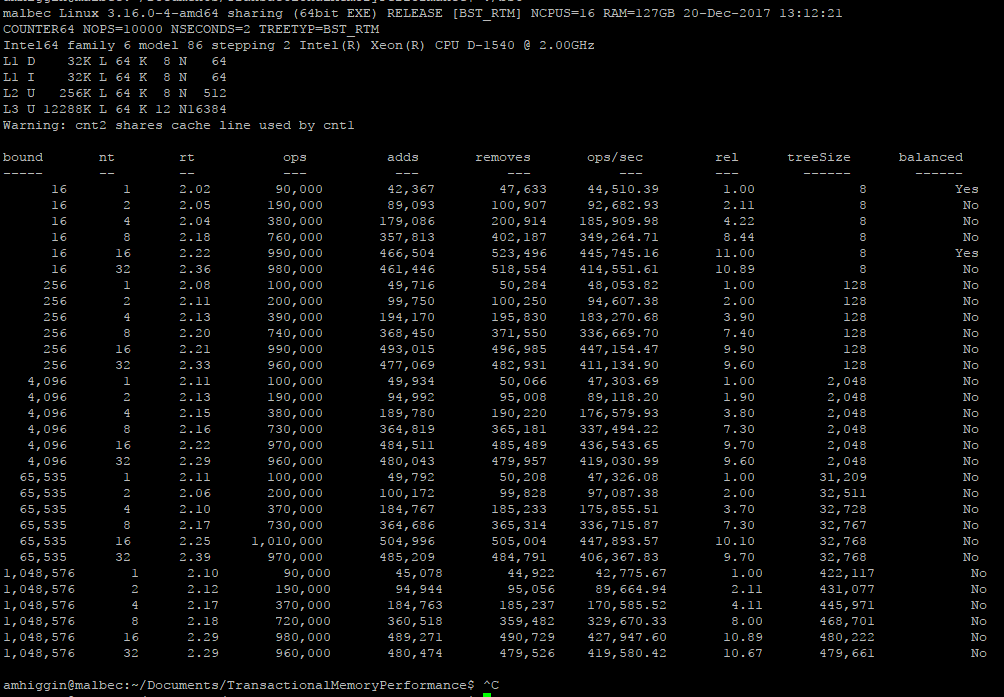 malbec Linux 3.16.0-4-amd64 sharing (64bit EXE) RELEASE [BST_RTM] NCPUS=16 RAM=127GB 20-Dec-2017 13:12:21
COUNTER64 NOPS=10000 NSECONDS=2 TREETYP=BST_RTM
Intel64 family 6 model 86 stepping 2 Intel(R) Xeon(R) CPU D-1540 @ 2.00GHz
L1 D    32K L 64 K  8 N   64
L1 I    32K L 64 K  8 N   64
L2 U   256K L 64 K  8 N  512
L3 U 12288K L 64 K 12 N16384
Warning: cnt2 shares cache line used by cnt1
bound nt rt ops adds removes ops/sec rel treeSize balanced
----- -- -- --- --- --- --- --- ------ ------
16 1 2.02 90,000 42,367 47,633 44,510.39 1.00 8 Yes
16 2 2.05 190,000 89,093 100,907 92,682.93 2.11 8 No
16 4 2.04 380,000 179,086 200,914 185,909.98 4.22 8 No
16 8 2.18 760,000 357,813 402,187 349,264.71 8.44 8 No
16 16 2.22 990,000 466,504 523,496 445,745.16 11.00 8 Yes
16 32 2.36 980,000 461,446 518,554 414,551.61 10.89 8 No
256 1 2.08 100,000 49,716 50,284 48,053.82 1.00 128 No
256 2 2.11 200,000 99,750 100,250 94,607.38 2.00 128 No
256 4 2.13 390,000 194,170 195,830 183,270.68 3.90 128 No
256 8 2.20 740,000 368,450 371,550 336,669.70 7.40 128 No
256 16 2.21 990,000 493,015 496,985 447,154.47 9.90 128 No
256 32 2.33 960,000 477,069 482,931 411,134.90 9.60 128 No
4,096 1 2.11 100,000 49,934 50,066 47,303.69 1.00 2,048 No
4,096 2 2.13 190,000 94,992 95,008 89,118.20 1.90 2,048 No
4,096 4 2.15 380,000 189,780 190,220 176,579.93 3.80 2,048 No
4,096 8 2.16 730,000 364,819 365,181 337,494.22 7.30 2,048 No
4,096 16 2.22 970,000 484,511 485,489 436,543.65 9.70 2,048 No
4,096 32 2.29 960,000 480,043 479,957 419,030.99 9.60 2,048 No
65,535 1 2.11 100,000 49,792 50,208 47,326.08 1.00 31,209 No
65,535 2 2.06 200,000 100,172 99,828 97,087.38 2.00 32,511 No
65,535 4 2.10 370,000 184,767 185,233 175,855.51 3.70 32,728 No
65,535 8 2.17 730,000 364,686 365,314 336,715.87 7.30 32,767 No
65,535 16 2.25 1,010,000 504,996 505,004 447,893.57 10.10 32,768 No
65,535 32 2.39 970,000 485,209 484,791 406,367.83 9.70 32,768 No
1,048,576 1 2.10 90,000 45,078 44,922 42,775.67 1.00 422,117 No
1,048,576 2 2.12 190,000 94,944 95,056 89,664.94 2.11 431,077 No
1,048,576 4 2.17 370,000 184,763 185,237 170,585.52 4.11 445,971 No
1,048,576 8 2.18 720,000 360,518 359,482 329,670.33 8.00 468,701 No
1,048,576 16 2.29 980,000 489,271 490,729 427,947.60 10.89 480,222 No
1,048,576 32 2.29 960,000 480,474 479,526 419,580.42 10.67 479,661 No
amhiggin@malbec:~/Documents/TransactionalMemoryPerformance$ ^C